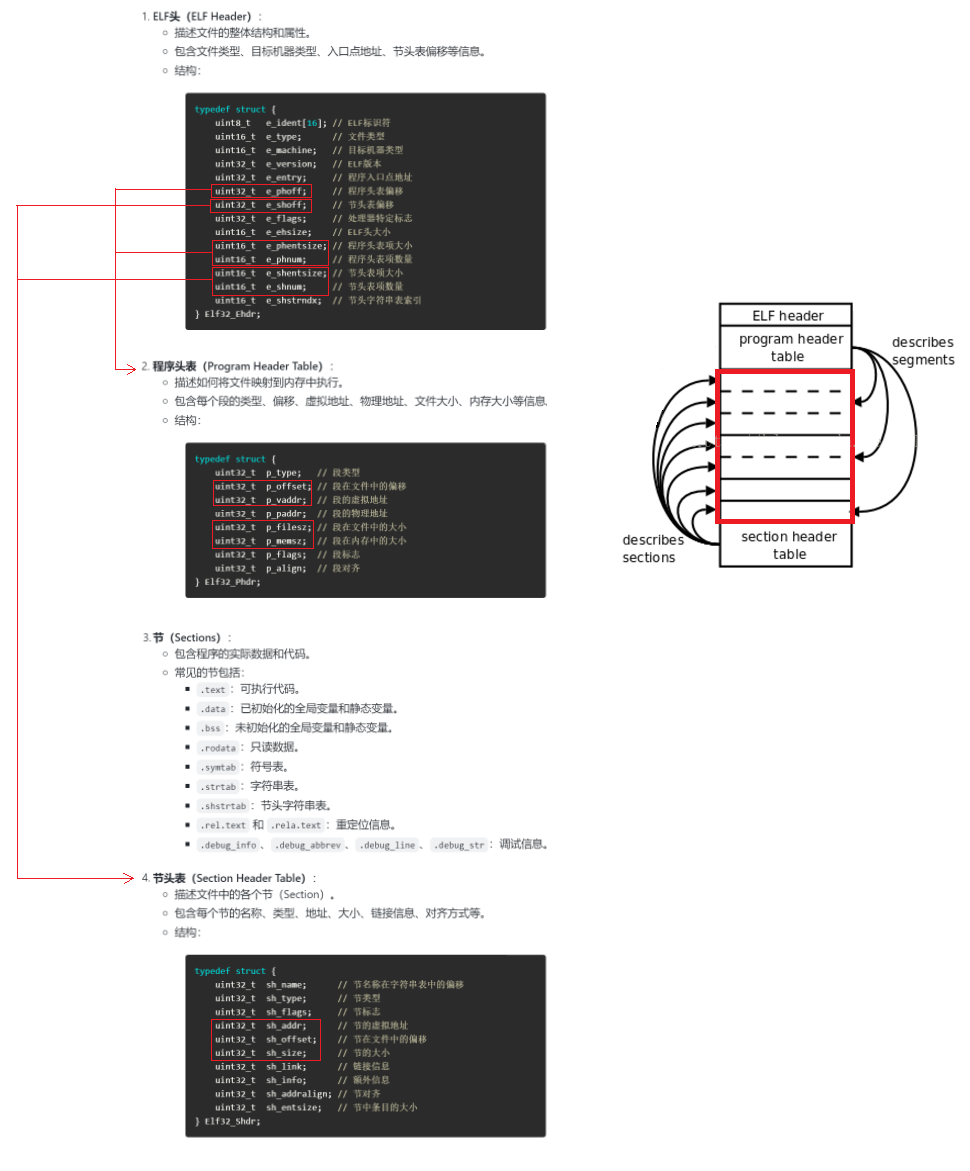 1. ELF头（ELF Header）：
描述文件的整体结构和属性。
包含文件类型、目标机器类型、入口点地址、节头表偏移等信息。
结构：
typedef struct {
uint8_t e_ident[16]; // ELF标识符
uint16_t e_type; // 文件类型
uint16_t e_machine; // 目标机器类型
uint32_t e_version; // ELF版本
uint32_t e_entry; // 程序入口点地址
uint32_t e_phoff; // 程序头表偏移
uint32_t e_shoff; // 节头表偏移
uint32_t e_flags; // 处理器特定标志
uint16_t e_ehsize; // ELF头大小
uint16_t e_phentsize; // 程序头表项大小
uint16_t e_phnum; // 程序头表项数量
uint16_t e_shentsize; // 节头表项大小
uint16_t e_shnum; // 节头表项数量
uint16_t e_shstrndx; // 节头字符串表索引
} Elf32_Ehdr;
2. 程序头表（Program Header Table）：
描述如何将文件映射到内存中执行。
包含每个段的类型、偏移、虚拟地址、物理地址、文件大小、内存大小等信息.
结构：
typedef struct {
uint32_t p_type; // 段类型
uint32_t p_offset; // 段在文件中的偏移
uint32_t p_vaddr; // 段的虚拟地址
uint32_t p_paddr; // 段的物理地址
uint32_t p_filesz; // 段在文件中的大小
uint32_t p_memsz; // 段在内存中的大小
uint32_t p_flags; // 段标志
uint32_t p_align; // 段对齐
} Elf32_Phdr;
3. 节（Sections）：
包含程序的实际数据和代码。
常见的节包括：
.text：可执行代码。
.data：已初始化的全局变量和静态变量。
.bss：未初始化的全局变量和静态变量。
.rodata：只读数据。
.symtab：符号表。
.strtab：字符串表。
.shstrtab：节头字符串表。
.rel.text 和 .rela.text：重定位信息。
.debug_info、.debug_abbrev、.debug_line、.debug_str：调试信息。
4. 节头表（Section Header Table）：
描述文件中的各个节（Section）。
包含每个节的名称、类型、地址、大小、链接信息、对齐方式等。
结构：
typedef struct {
uint32_t sh_name; // 节名称在字符串表中的偏移
uint32_t sh_type; // 节类型
uint32_t sh_flags; // 节标志
uint32_t sh_addr; // 节的虚拟地址
uint32_t sh_offset; // 节在文件中的偏移
uint32_t sh_size; // 节的大小
uint32_t sh_link; // 链接信息
uint32_t sh_info; // 额外信息
uint32_t sh_addralign; // 节对齐
uint32_t sh_entsize; // 节中条目的大小
} Elf32_Shdr;
ELF header
program header
table
describes
segments
describes
sections
section header
table